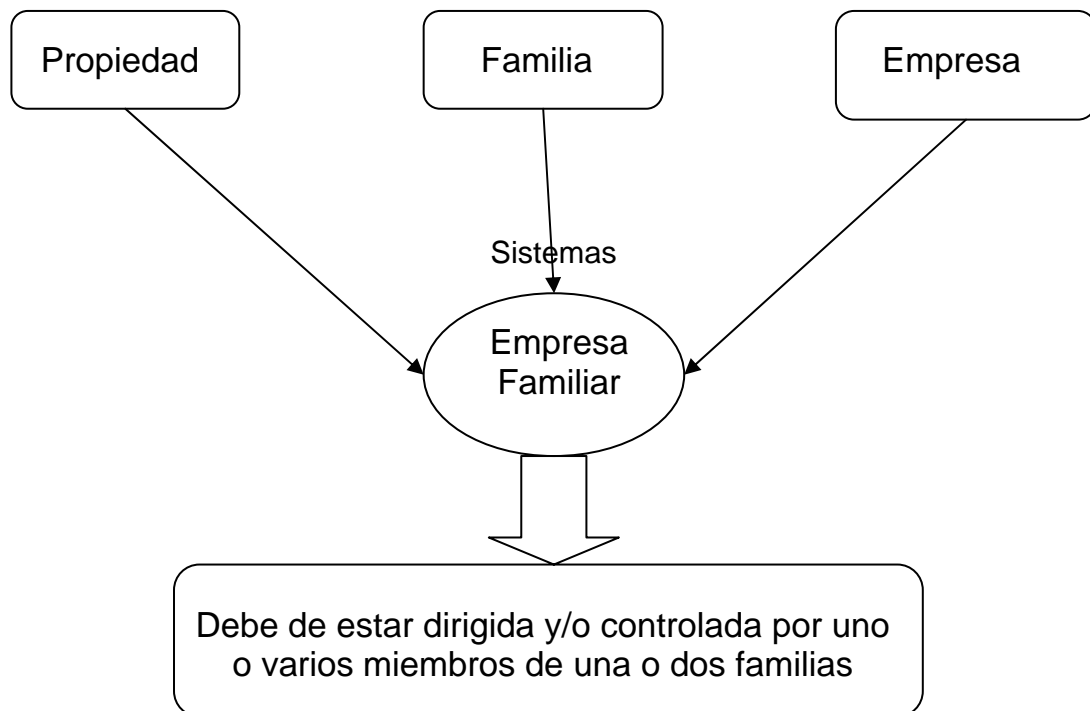 Propiedad
Familia
Empresa
Sistemas
Empresa
Familiar
Debe de estar dirigida y/o controlada por uno
o varios miembros de una o dos familias